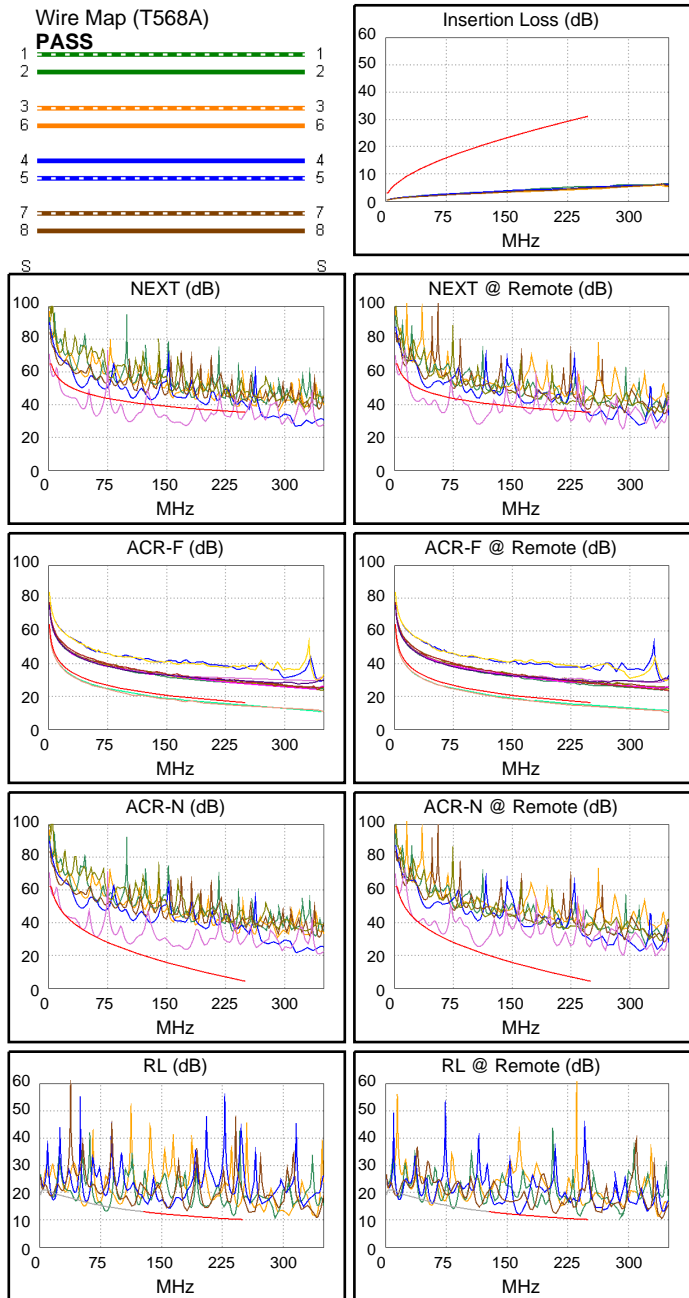 Wire Map (T568A)
PASS
1 1
2 2
3 3
6 6
4 4
5 5
7 7
8 8
S S
Insertion Loss (dB)
60
50
40
30
20
10
0
0 75 150 225 300
MHz
NEXT (dB)
100
80
60
40
20
0
0 75 150 225 300
MHz
NEXT @ Remote (dB)
100
80
60
40
20
0
0 75 150 225 300
MHz
ACR-F (dB)
100
80
60
40
20
0
0 75 150 225 300
MHz
ACR-F @ Remote (dB)
100
80
60
40
20
0
0 75 150 225 300
MHz
ACR-N (dB)
100
80
60
40
20
0
0 75 150 225 300
MHz
ACR-N @ Remote (dB)
100
80
60
40
20
0
0 75 150 225 300
MHz
RL (dB)
60
50
40
30
20
10
0
0 75 150 225 300
MHz
RL @ Remote (dB)
60
50
40
30
20
10
0
0 75 150 225 300
MHz